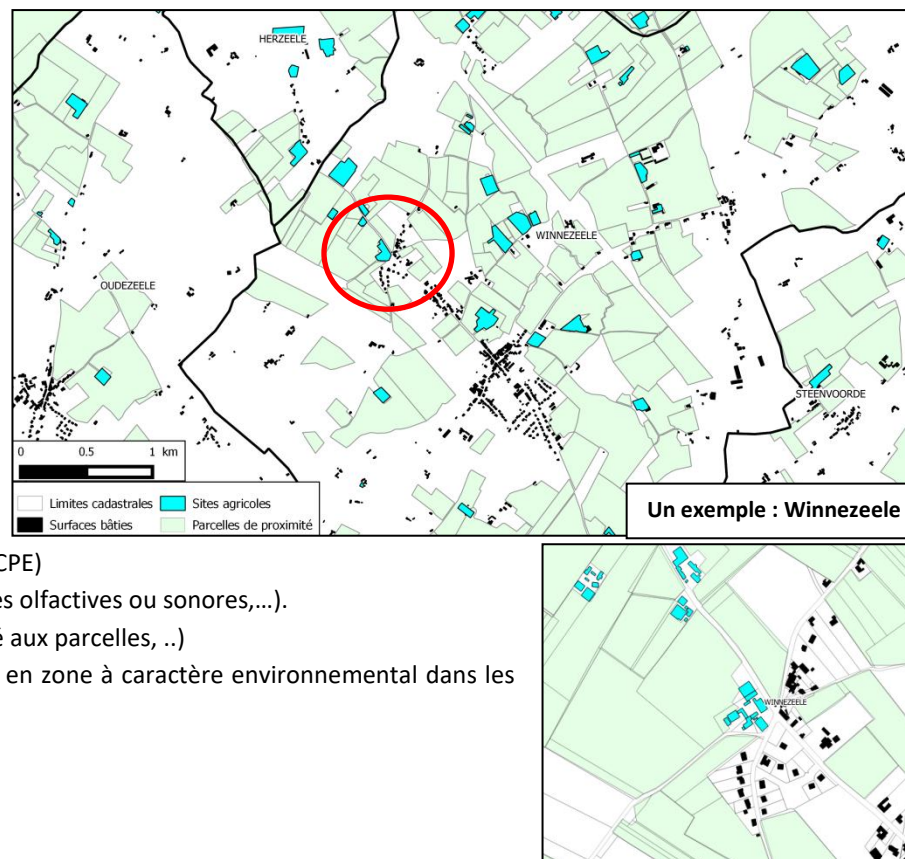 HERZEELE
WINNEZEELE
OUDEZEELE
STEENVOORDE
0 0.5 1 km
Limites cadastrales Sites agricoles
Surfaces bâties Parcelles de proximité
Un exemple : Winnezeele
CPE)
es olfactives ou sonores,...).
é aux parcelles, ..)
en zone à caractère environnemental dans les
WINNEZEELE